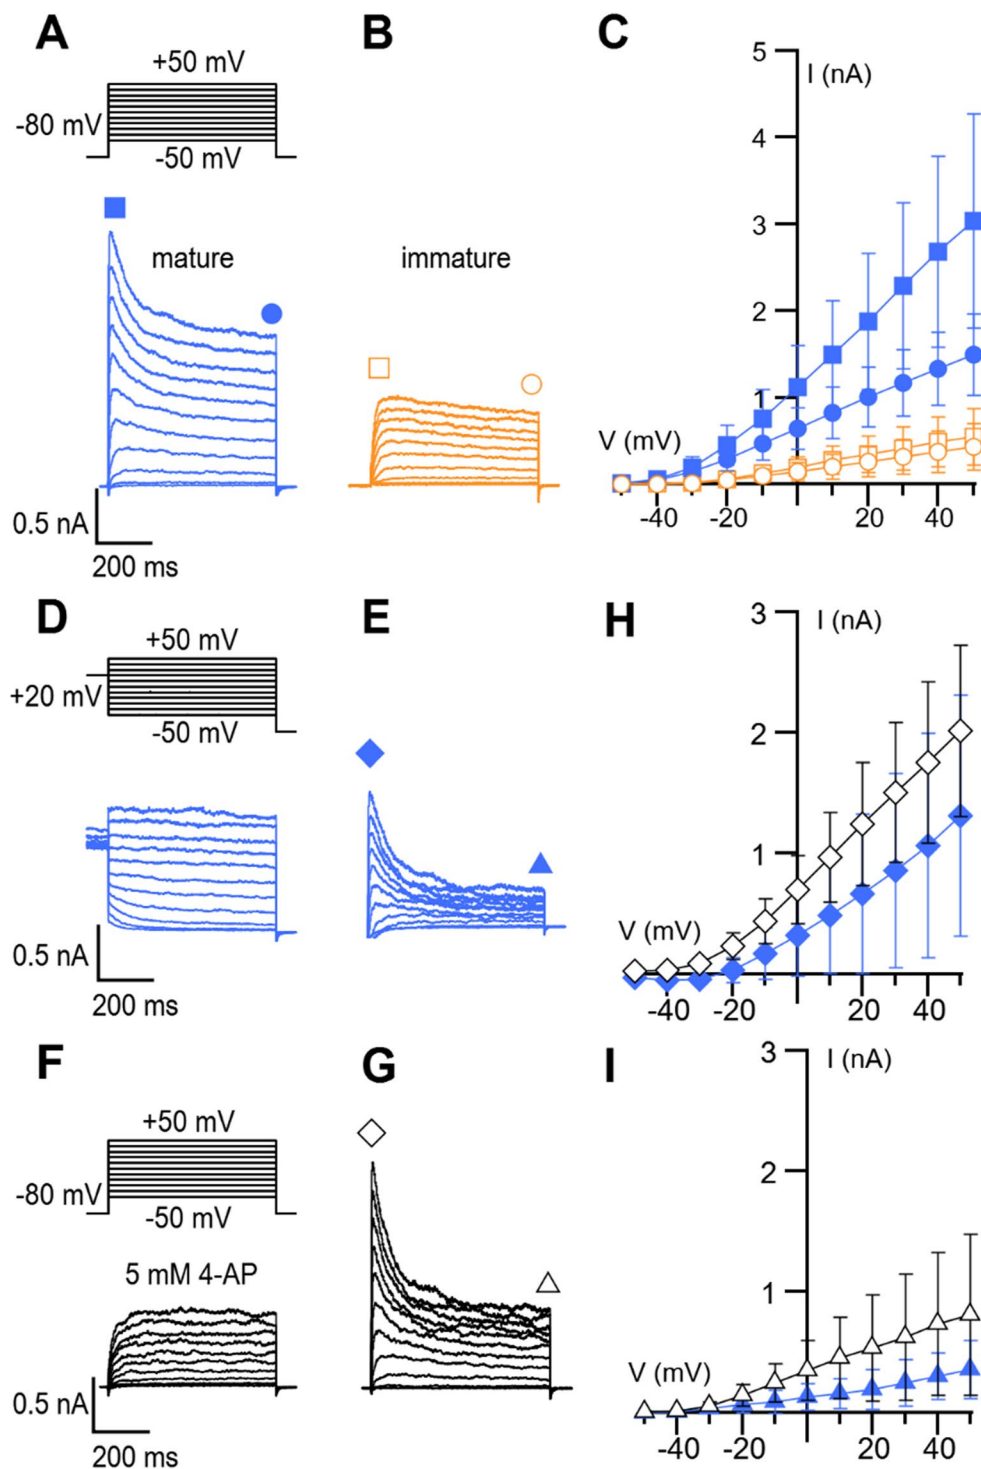 A
+50 mV
-80 mV
-50 mV
mature
0.5 nA
200 ms
B
immature
C
5
I (nA)
4
3
2
1
V (mV)
-40 -20 20 40
D
+50 mV
+20 mV
-50 mV
0.5 nA
200 ms
E
H
3
I (nA)
2
1
V (mV)
-40 -20 20 40
F
+50 mV
-80 mV
-50 mV
5 mM 4-AP
0.5 nA
200 ms
G
I
3
I (nA)
2
1
V (mV)
-40 -20 20 40